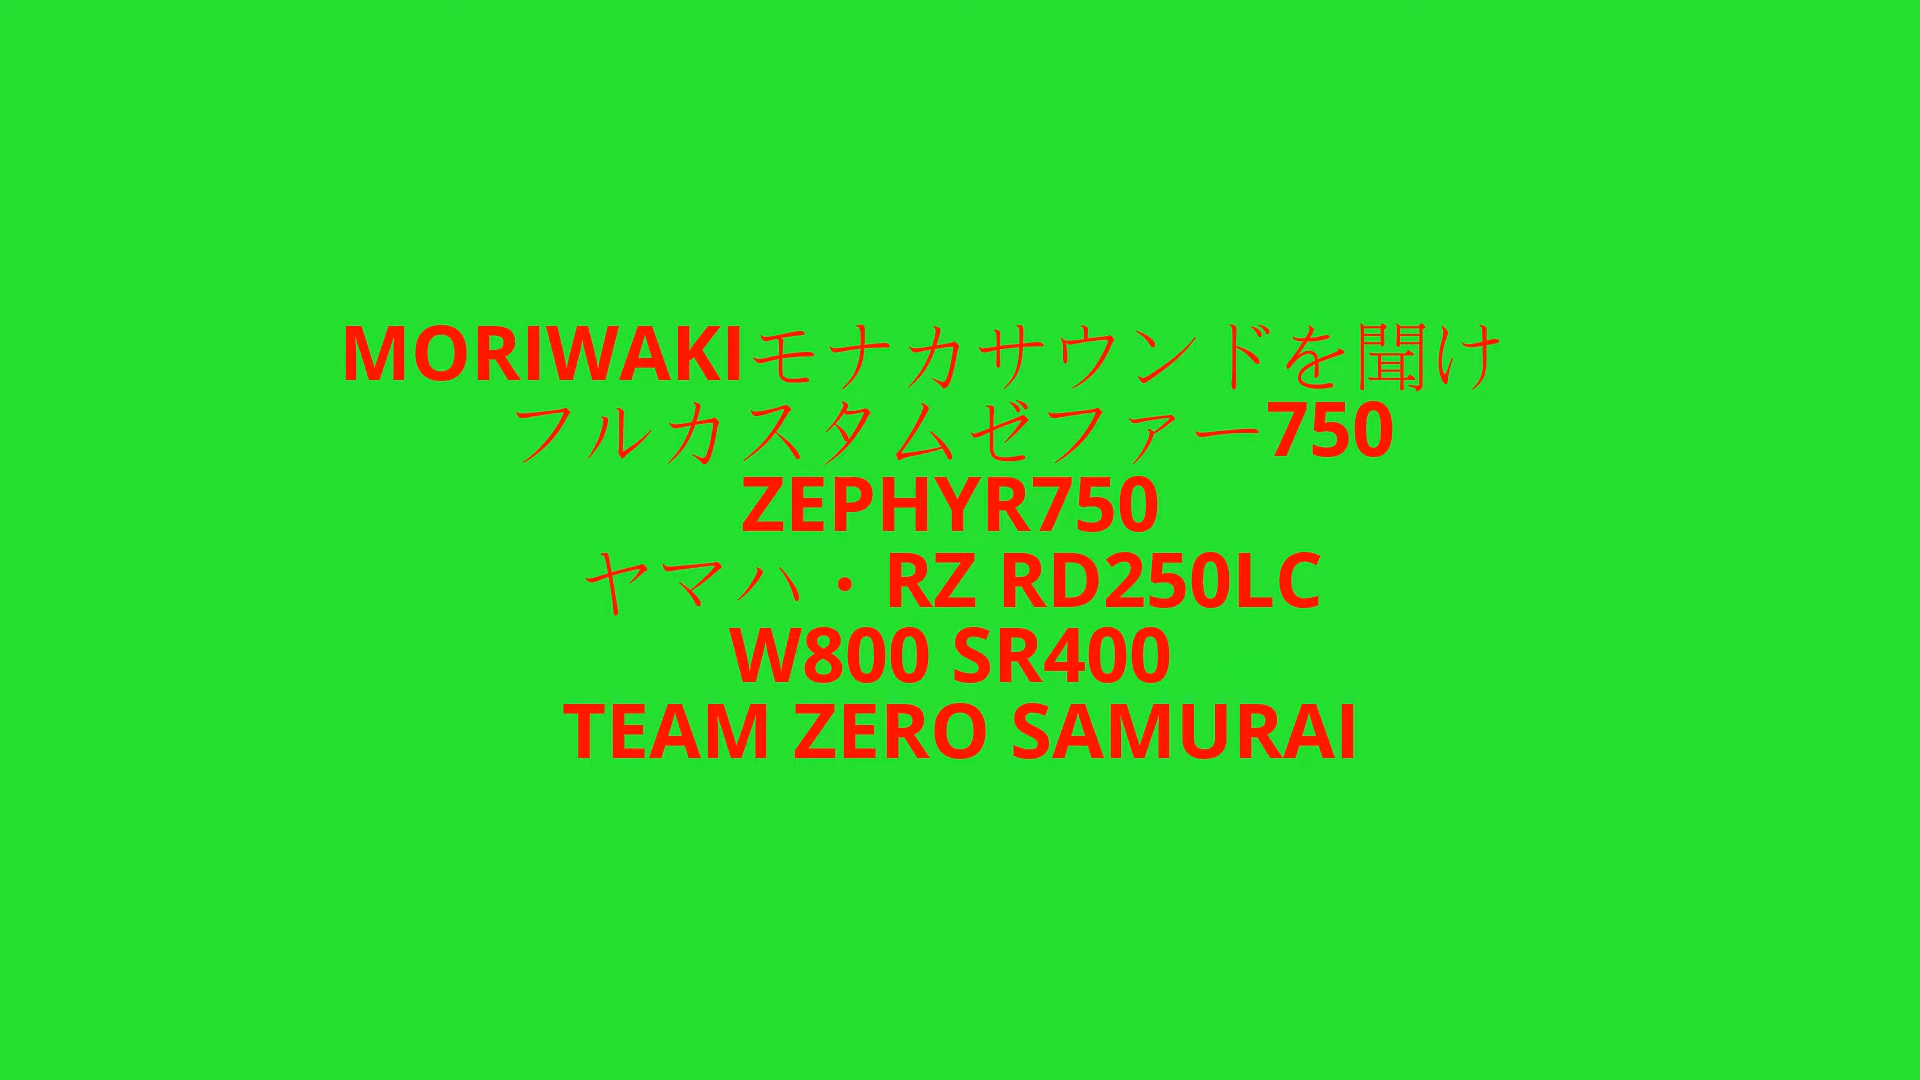 MORIWAKIモナカサウンドを聞け
フルカスタムゼファー750
ZEPHYR750
ヤマハ・RZ RD250LC
W800 SR400
TEAM ZERO SAMURAI